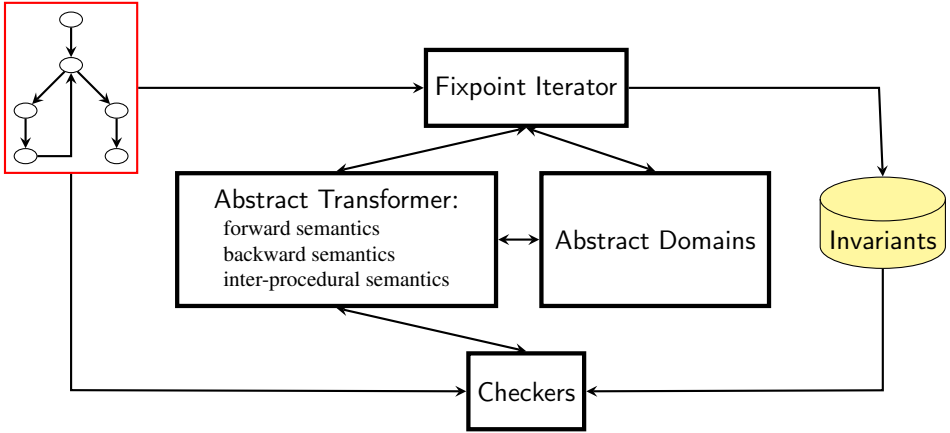 Fixpoint Iterator
Abstract Transformer:
forward semantics
backward semantics
inter-procedural semantics
Abstract Domains
Invariants
Checkers